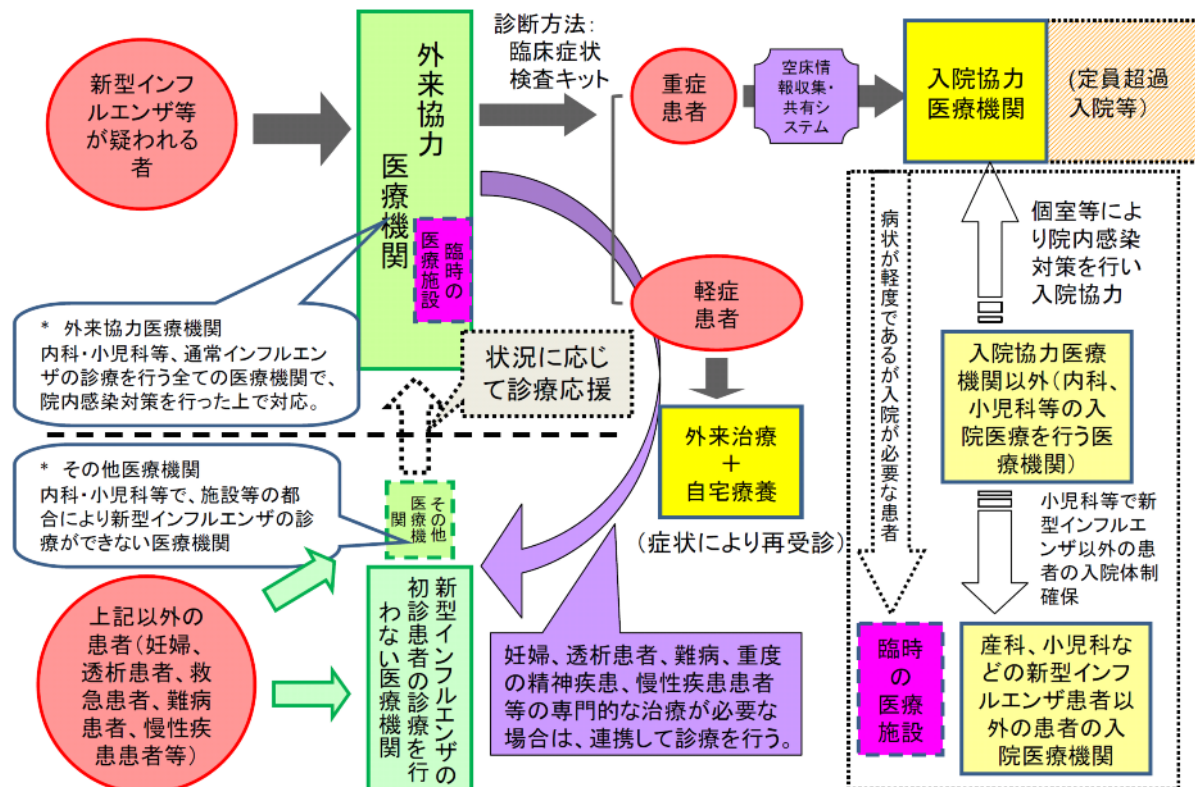 新型インフ
ルエンザ等
が疑われる
者
外来協力
医療機関
臨時の
医療施設
診断方法：
臨床症状
検査キット
重症
患者
空床情
報収集・
共有シ
ステム
入院協力
医療機関
(定員超過
入院等）
* 外来協力医療機関
内科・小児科等、通常インフルエン
ザの診療を行う全ての医療機関で、
院内感染対策を行った上で対応。
軽症
患者
状況に応じ
て診療応援
外来治療
＋
自宅療養
(症状により再受診）
* その他医療機関
内科・小児科等で、施設等の都
合により新型インフルエンザの診
療ができない医療機関
その他
医療機
関
上記以外の
患者(妊婦、
透析患者、救
急患者、難病
患者、慢性疾
患患者等）
新型インフルエンザの
初診患者の診療を行
わない医療機関
妊婦、透析患者、難病、重度
の精神疾患、慢性疾患患者
等の専門的な治療が必要な
場合は、連携して診療を行う。
病状が軽度であるが入院が必要な患者
個室等によ
り院内感染
対策を行い
入院協力
入院協力医療
機関以外(内科、
小児科等の入
院医療を行う医
療機関）
小児科等で新
型インフルエ
ンザ以外の患
者の入院体制
確保
臨時
の
医療
施設
産科、小児科な
どの新型インフ
ルエンザ患者以
外の患者の入
院医療機関